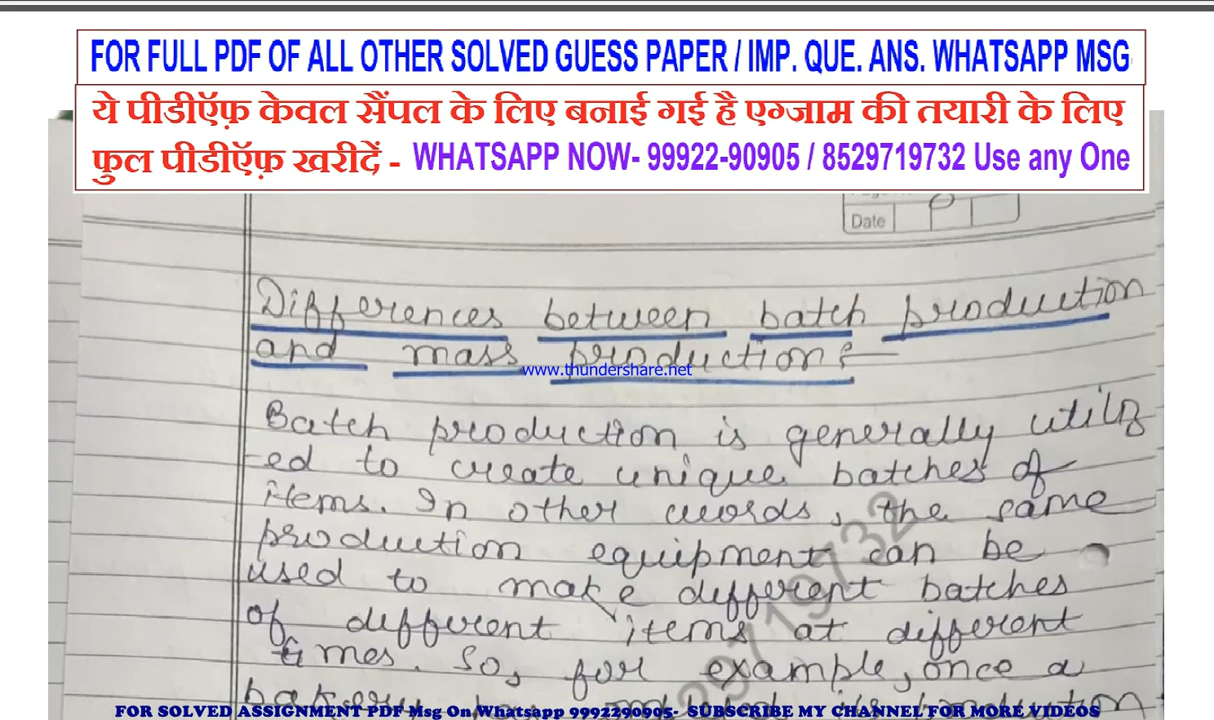 FOR FULL PDF OF ALL OTHER SOLVED GUESS PAPER / IMP. QUE. ANS. WHATSAPP MSG
ये पीडीऍफ़ केवल सैंपल के लिए बनाई गई है एग्जाम की तयारी के लिए
फुल पीडीऍफ़ खरीदें - WHATSAPP NOW- 99922-90905 / 8529719732 Use any One
Date P1
Differences between batch production
and mass production:-
www.thundershare.net
Batch production is generally utiliz
-ed to create unique batches of
items. In other words, the same
production equipment can be
used to make different batches
of different items at different
times. So, for example, once a
production
FOR SOLVED ASSIGNMENT PDF Msg On Whatsapp 9992290905- SUBSCRIBE MY CHANNEL FOR MORE VIDEOS